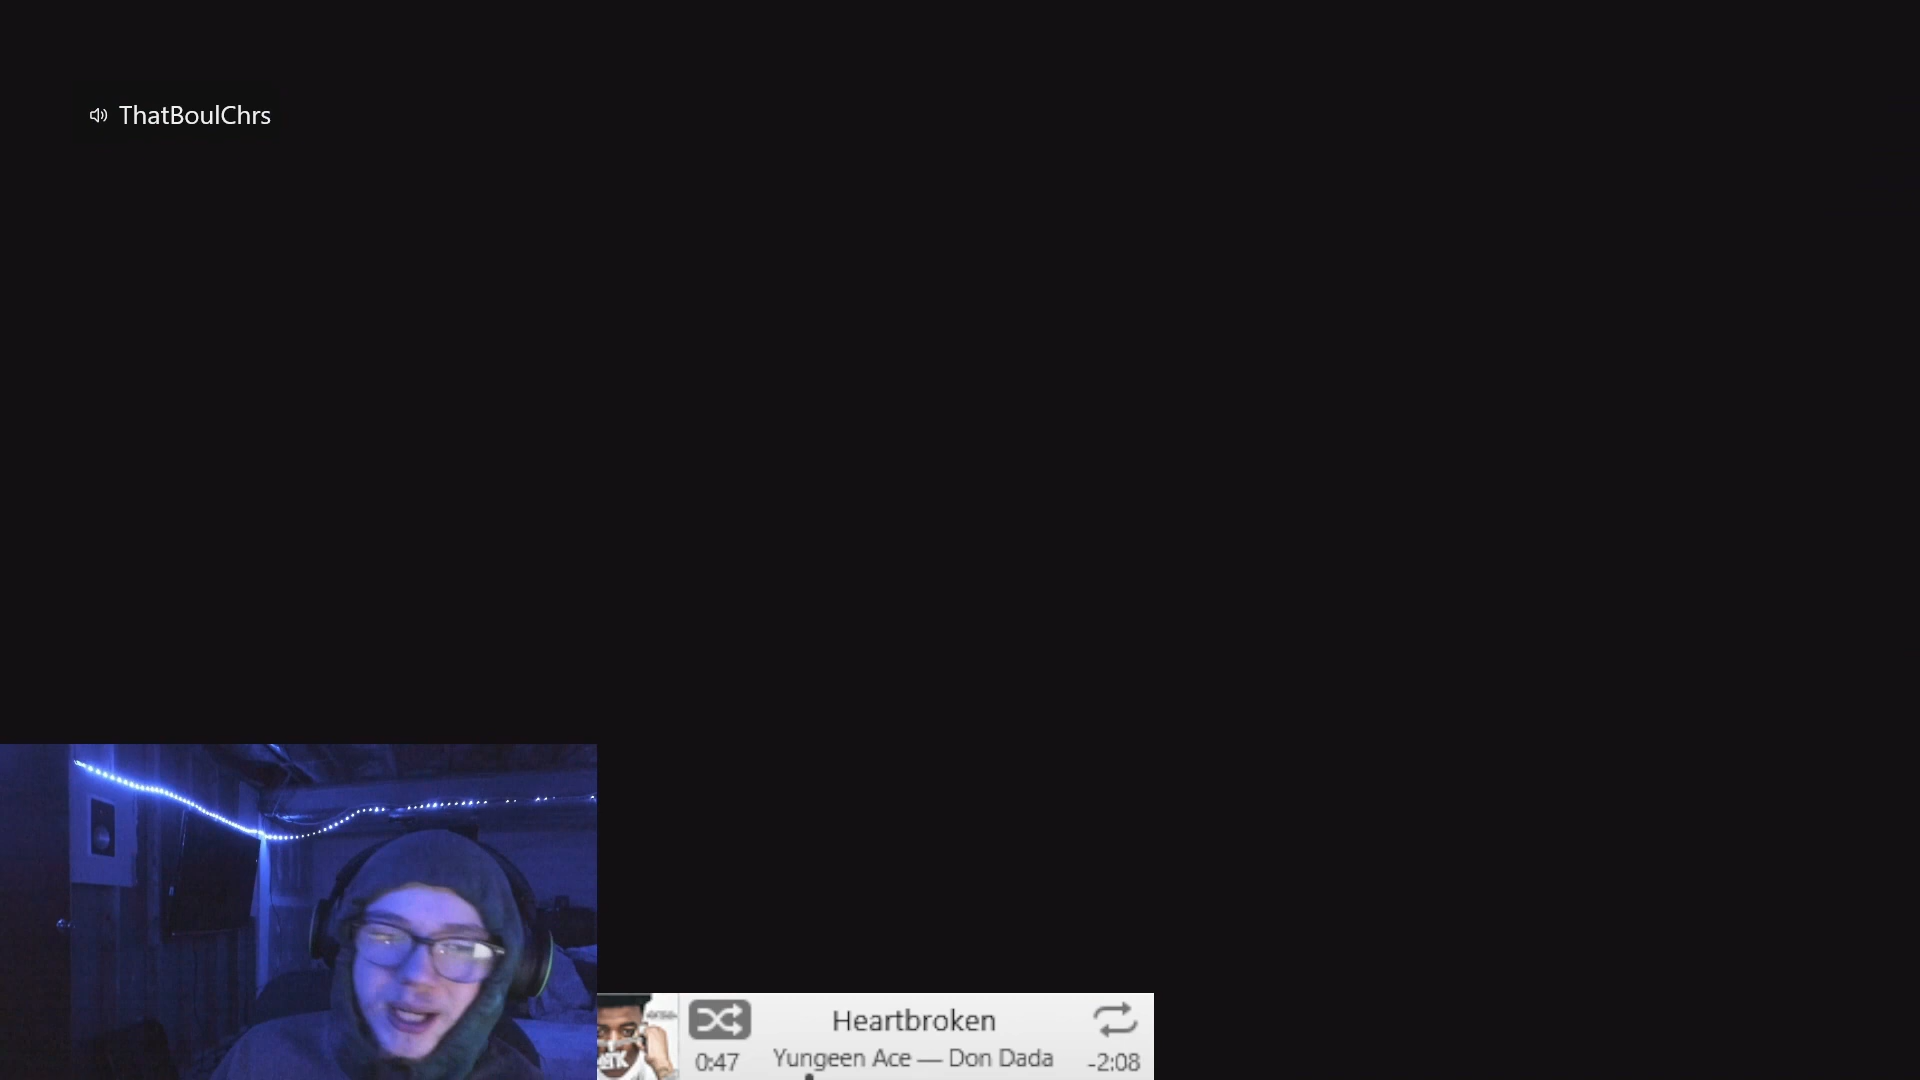 ThatBoulChrs
Heartbroken
0:47 Yungeen Ace — Don Dada -2:08